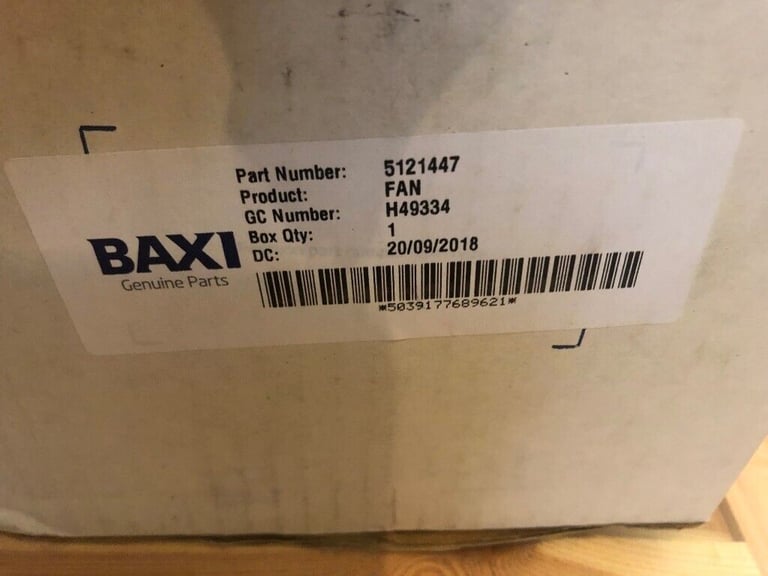 BAXI
Genuine Parts
Part Number: 5121447
Product: FAN
GC Number: H49334
Box Qty: 1
DC: 20/09/2018
*5039177689621*